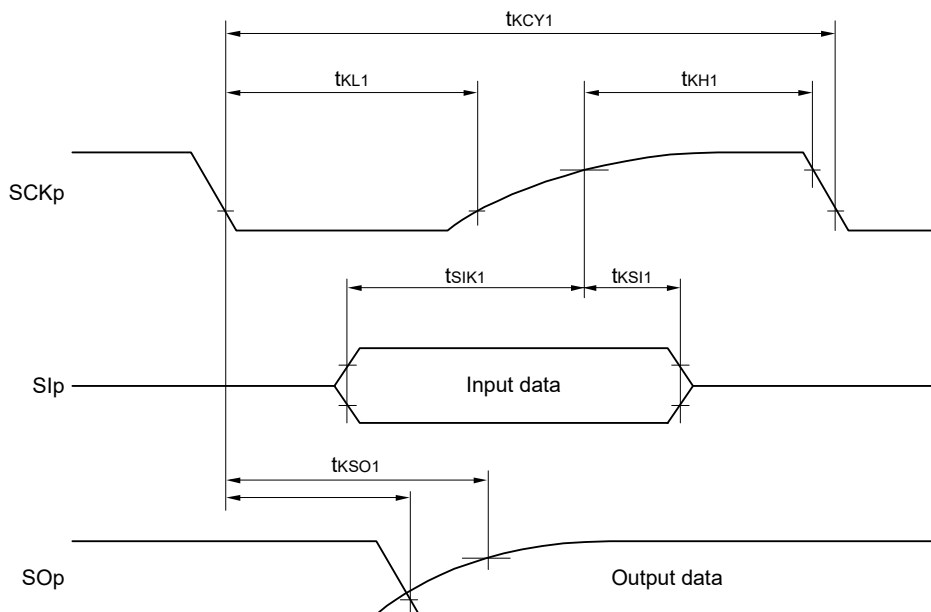 tKCY1
tKL1
tKH1
SCKp
tSIK1
tKSI1
SIp
Input data
tKSO1
SOp
Output data